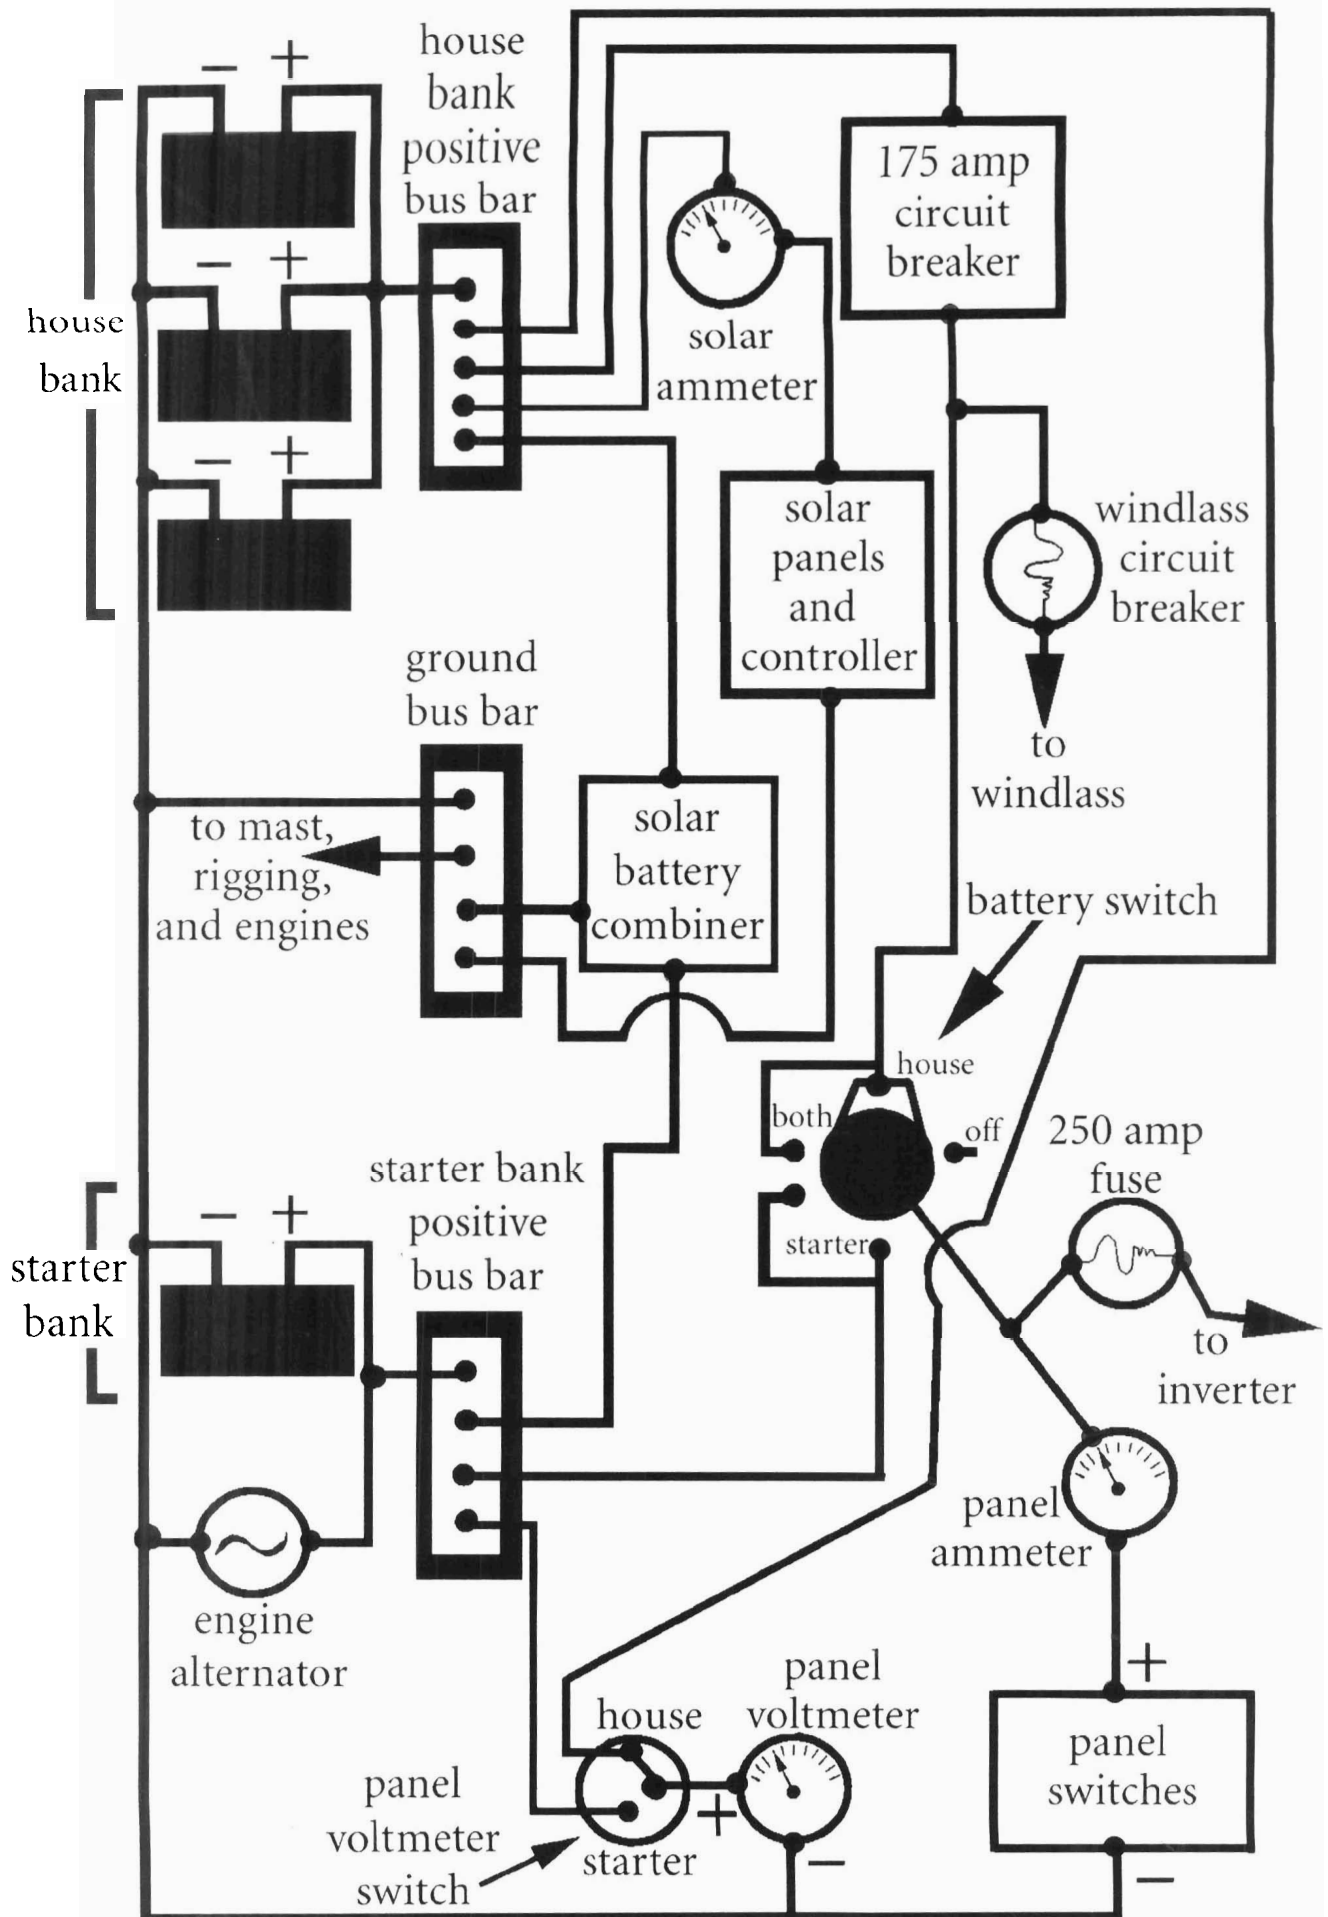 house
bank
positive
bus bar
− +
175 amp
circuit
breaker
− +
house
bank
solar
ammeter
− +
solar
panels
and
controller
windlass
circuit
breaker
ground
bus bar
to
windlass
to mast,
rigging,
and engines
solar
battery
combiner
battery switch
house
both
off
starter
250 amp
fuse
starter bank
positive
bus bar
− +
starter
bank
to
inverter
panel
ammeter
engine
alternator
house
panel
voltmeter
+
−
panel
voltmeter
switch
starter
+
panel
switches
−